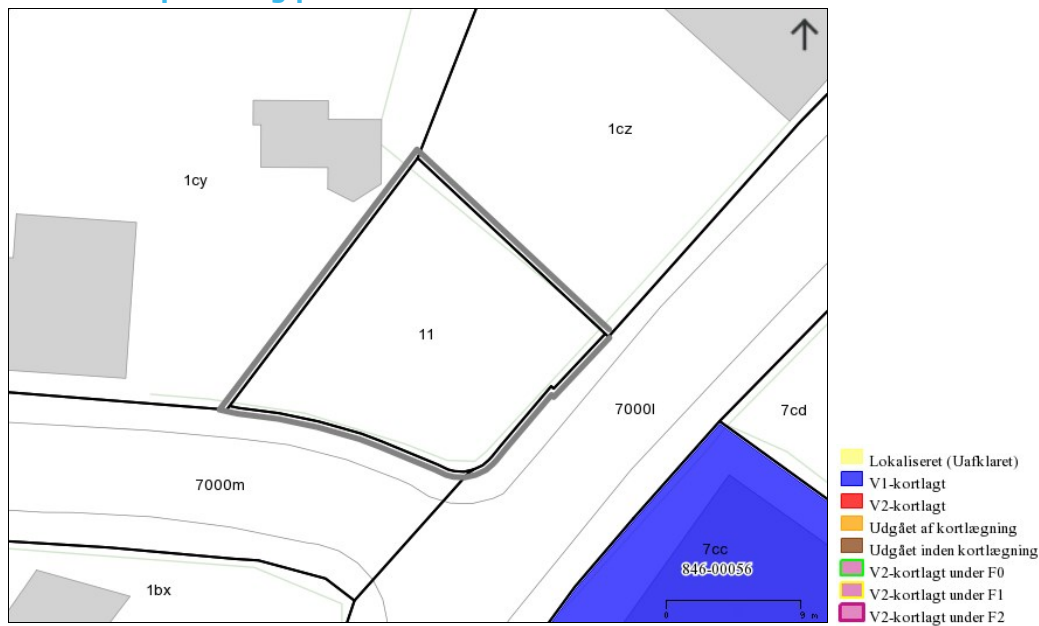 1cz
1cy
11
7000l
7cd
7000m
7cc
846-00056
1bx
0
9 m
Lokaliseret (Uafklaret)
V1-kortlagt
V2-kortlagt
Udgået af kortlægning
Udgået inden kortlægning
V2-kortlagt under F0
V2-kortlagt under F1
V2-kortlagt under F2